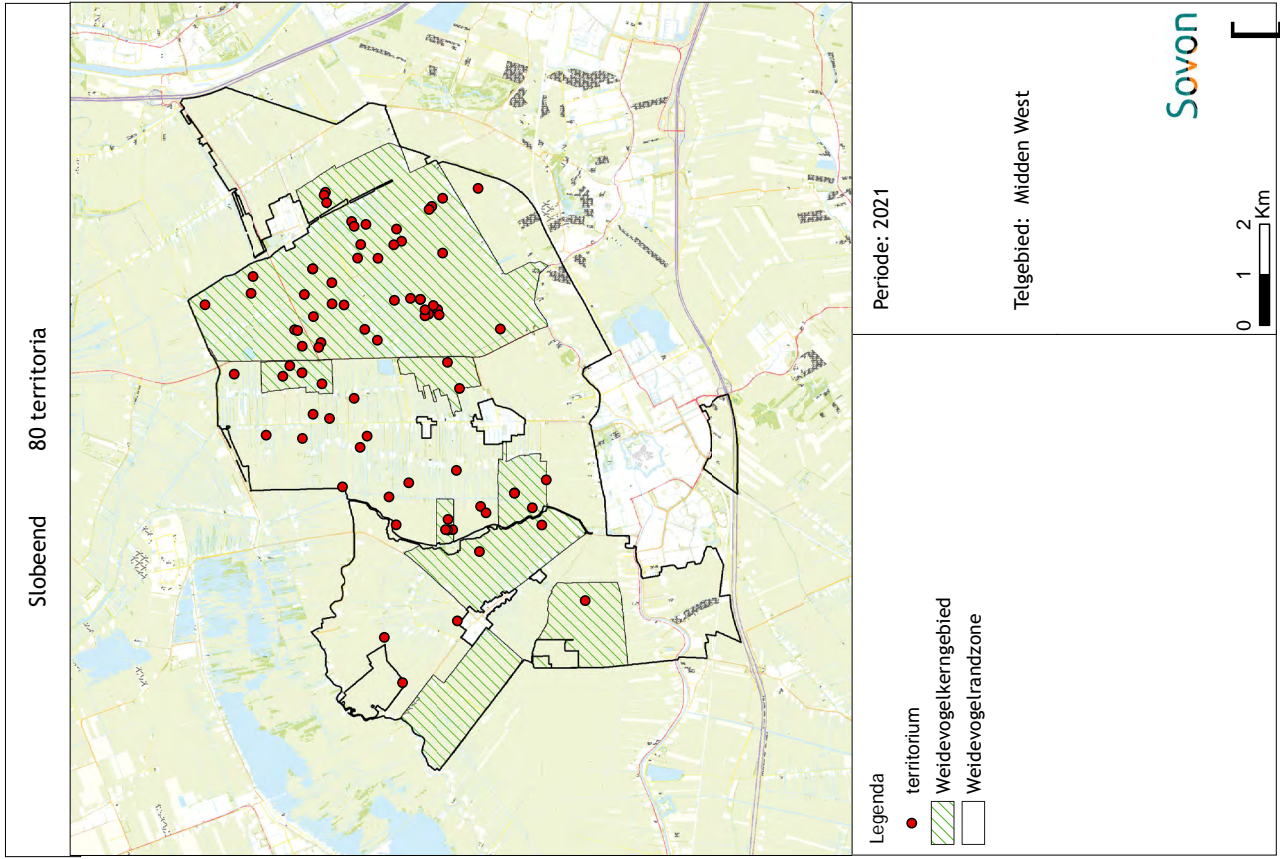 Slobeend 80 territoria
Legenda
territorium
Weidevogelkerngebied
Weidevogelrandzone
Periode: 2021
Telgebied: Midden West
0 1 2
Km
Sovon